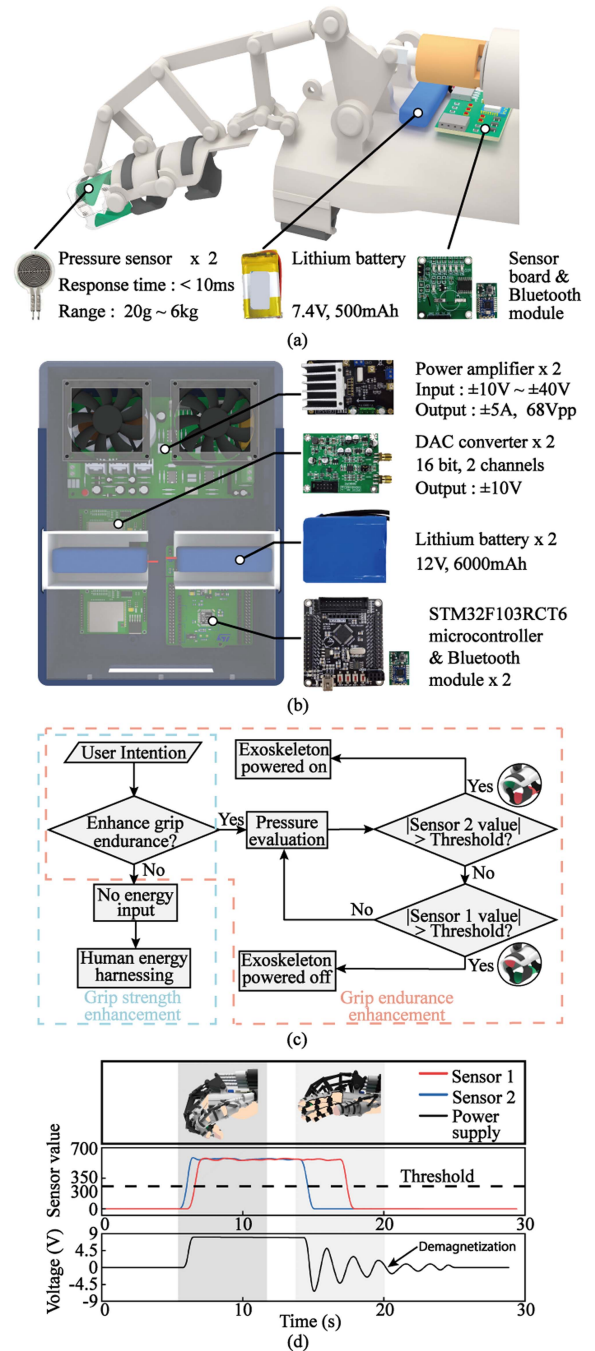 Pressure sensor x 2
Response time : < 10ms
Range : 20g ~ 6kg
Lithium battery
7.4V, 500mAh
Sensor
board &
Bluetooth
module
(a)
Power amplifier x 2
Input : ±10V ~ ±40V
Output : ±5A, 68Vpp
DAC converter x 2
16 bit, 2 channels
Output : ±10V
Lithium battery x 2
12V, 6000mAh
STM32F103RCT6
microcontroller
& Bluetooth
module x 2
(b)
User Intention
Enhance grip
endurance?
Yes
No
No energy
input
Human energy
harnessing
Grip strength
enhancement
Exoskeleton
powered on
Pressure
evaluation
Yes
|Sensor 2 value|
> Threshold?
No
No
|Sensor 1 value|
> Threshold?
Yes
Exoskeleton
powered off
Grip endurance
enhancement
(c)
Sensor 1
Sensor 2
Power
supply
Sensor value
700
350
300
0
Threshold
0
10
20
30
Voltage (V)
9
4.5
0
-4.5
-9
Demagnetization
0
10
20
30
Time (s)
(d)